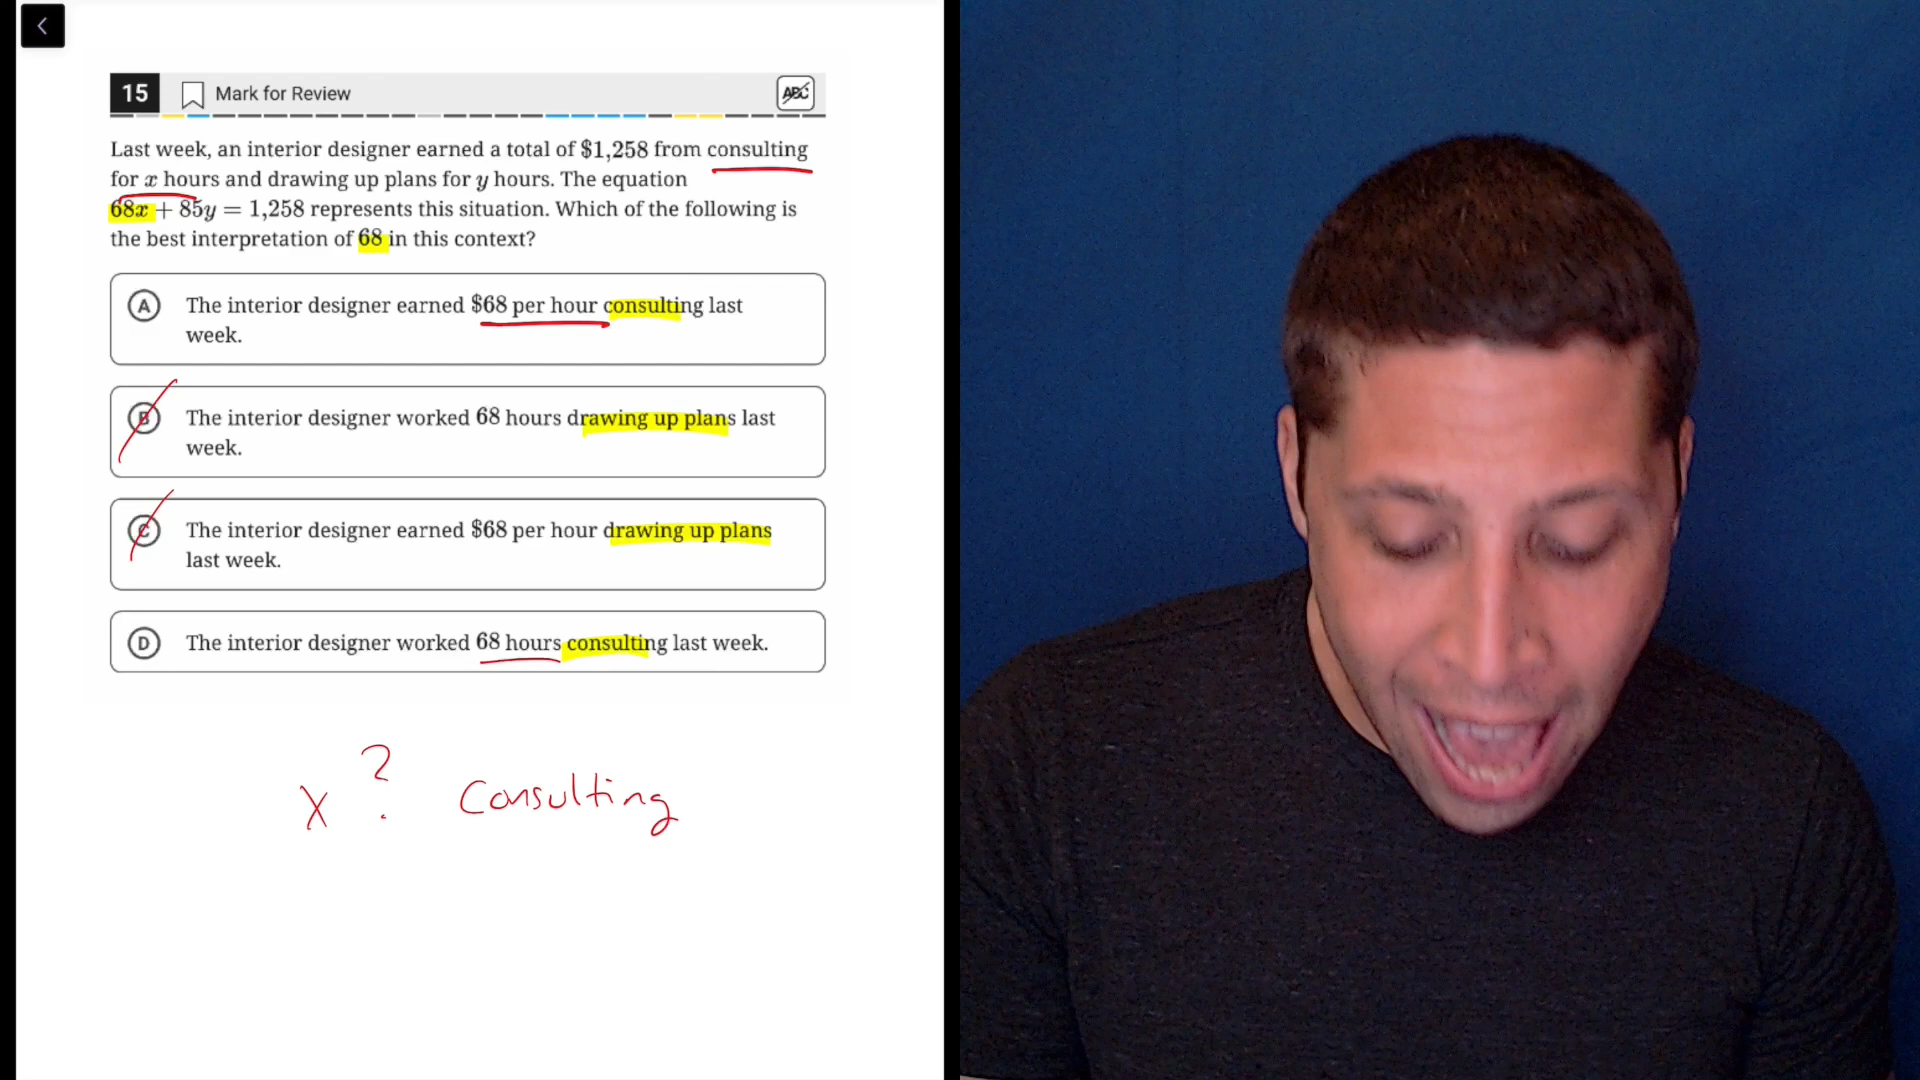 15 Mark for Review ABC
Last week, an interior designer earned a total of $1,258 from consulting
for x hours and drawing up plans for y hours. The equation
68x + 85y = 1,258 represents this situation. Which of the following is
the best interpretation of 68 in this context?
A The interior designer earned $68 per hour consulting last
week.
B The interior designer worked 68 hours drawing up plans last
week.
C The interior designer earned $68 per hour drawing up plans
last week.
D The interior designer worked 68 hours consulting last week.
x ? Consulting